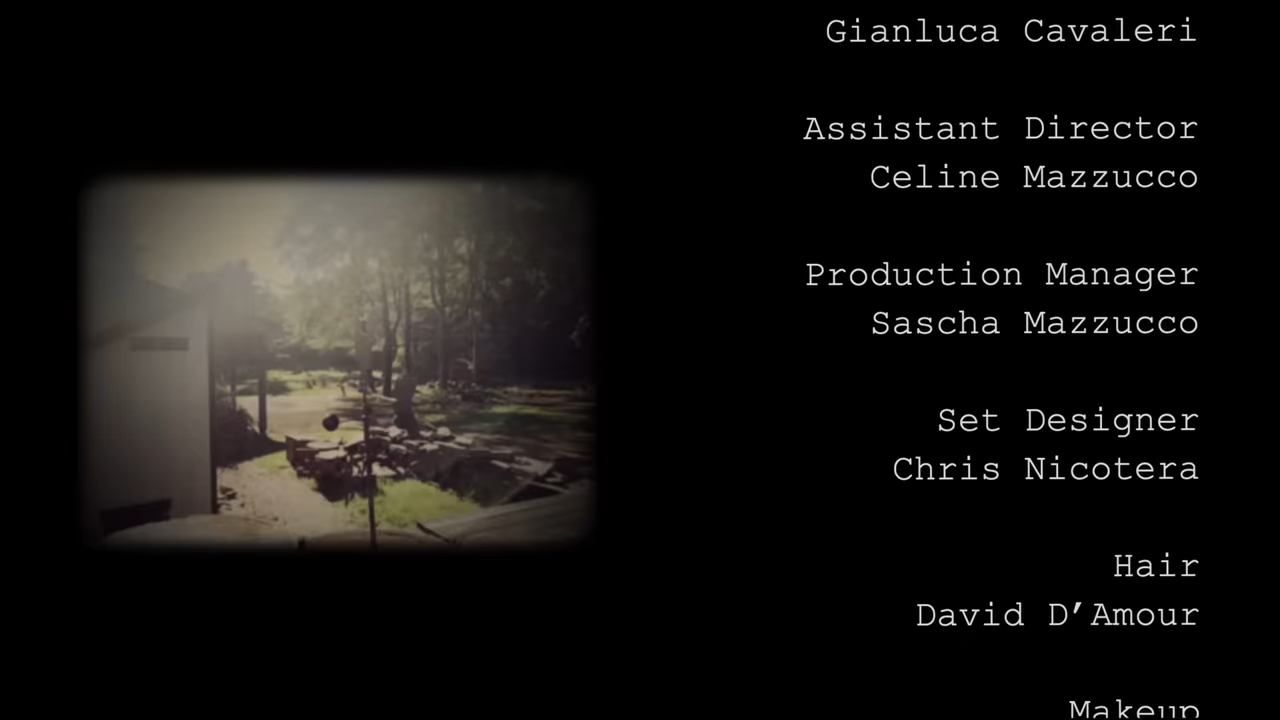 Gianluca Cavaleri
Assistant Director
Celine Mazzucco
Production Manager
Sascha Mazzucco
Set Designer
Chris Nicotera
Hair
David D’Amour
Makeup